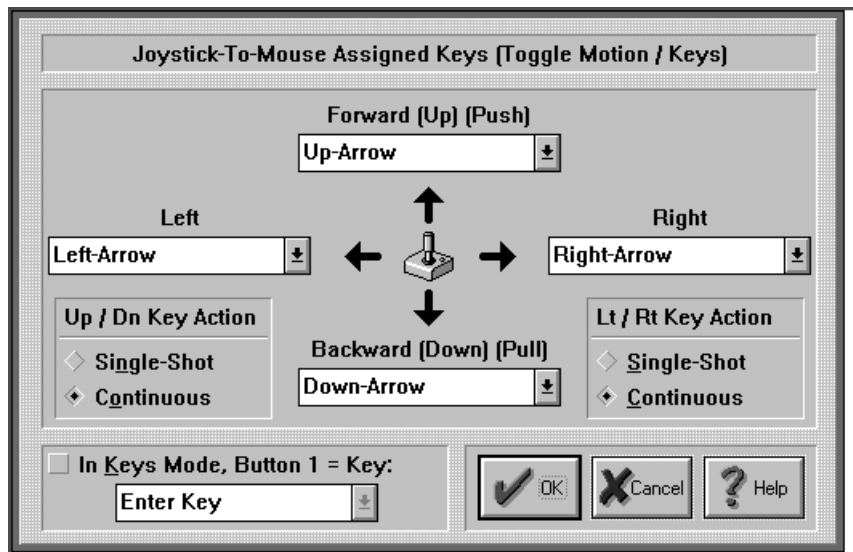 Joystick-To-Mouse Assigned Keys (Toggle Motion / Keys)
Forward (Up) (Push)
Up-Arrow
Left
Right
Left-Arrow
Right-Arrow
Up / Dn Key Action
Single-Shot
Continuous
Backward (Down) (Pull)
Down-Arrow
Lt / Rt Key Action
Single-Shot
Continuous
In Keys Mode, Button 1 = Key:
Enter Key
OK
Cancel
Help